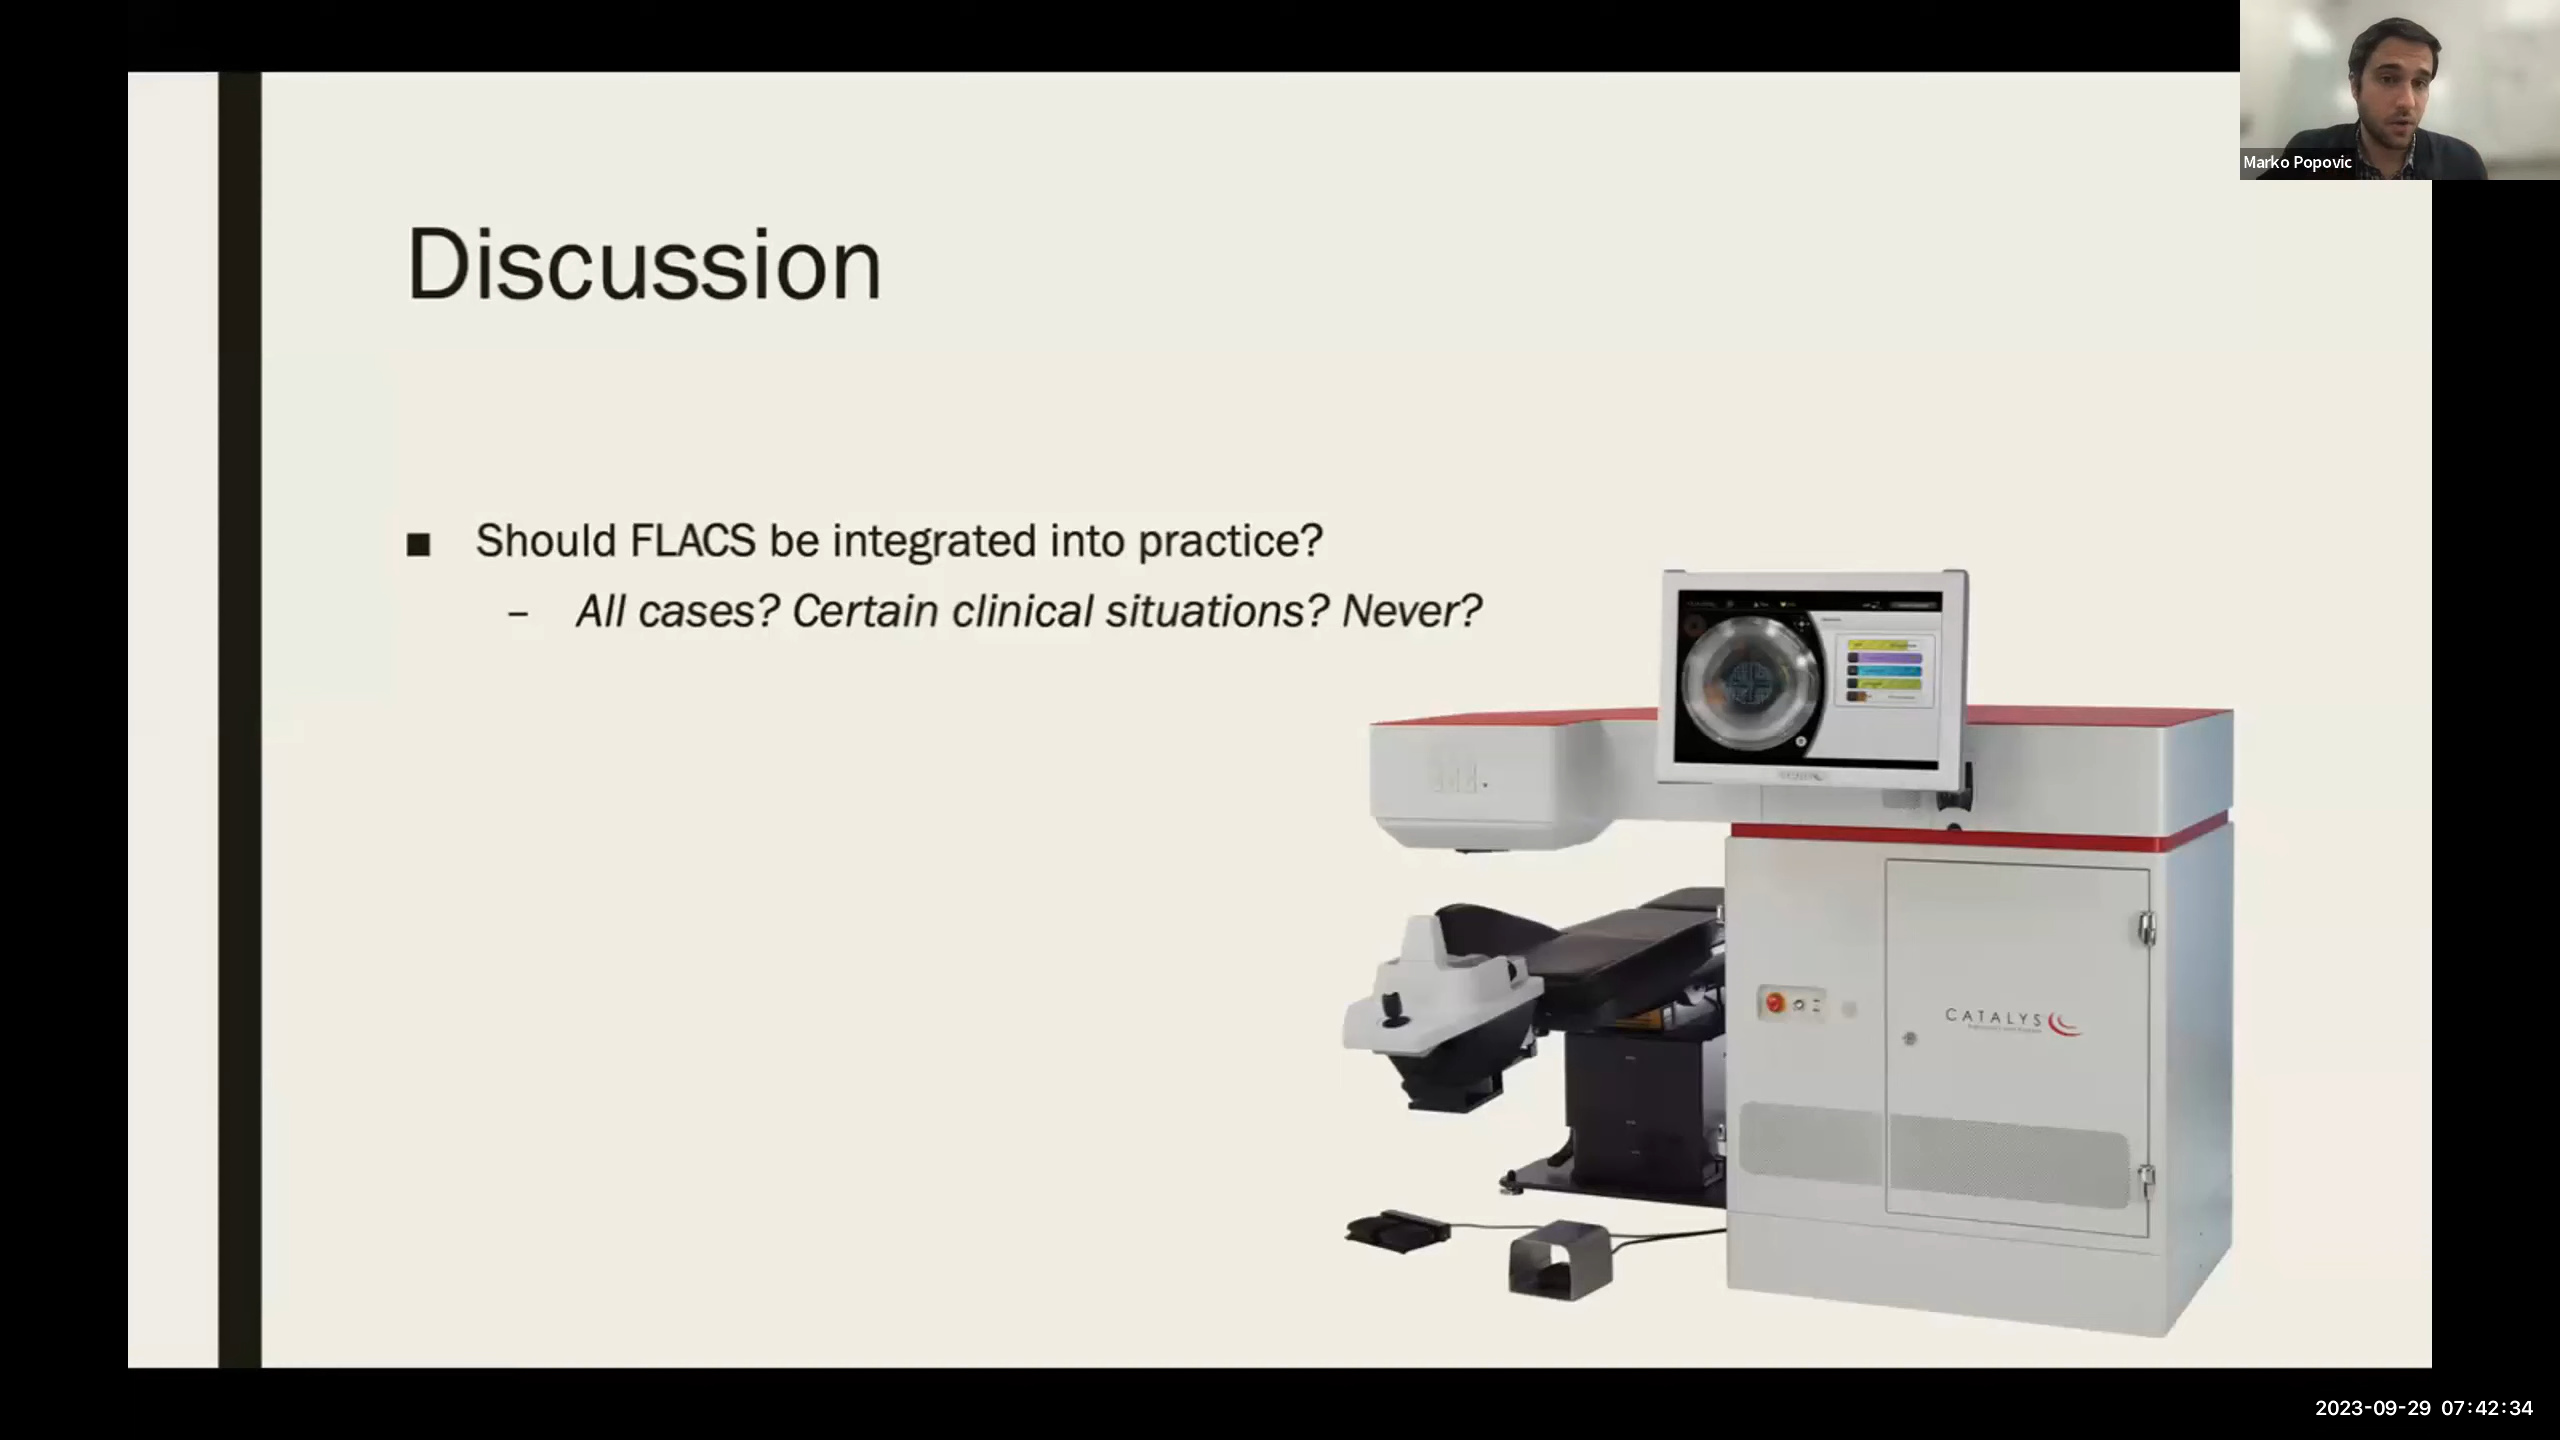 Marko Popovic
Discussion
■ Should FLACS be integrated into practice?
– All cases? Certain clinical situations? Never?
CATALYS
2023-09-29 07:42:34